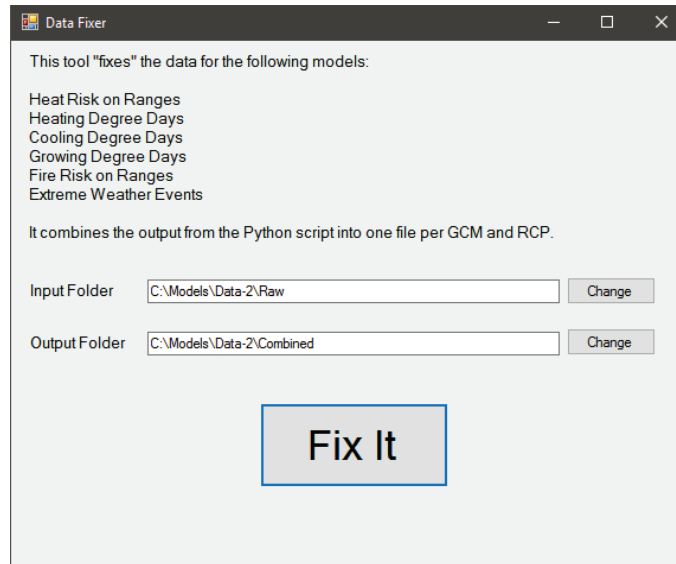 Data Fixer
This tool "fixes" the data for the following models:
Heat Risk on Ranges
Heating Degree Days
Cooling Degree Days
Growing Degree Days
Fire Risk on Ranges
Extreme Weather Events
It combines the output from the Python script into one file per GCM and RCP.
Input Folder C:\Models\Data-2\Raw Change
Output Folder C:\Models\Data-2\Combined Change
Fix It